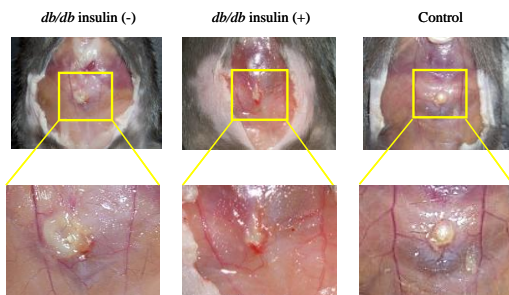 db/db insulin (-)
db/db insulin (+)
Control